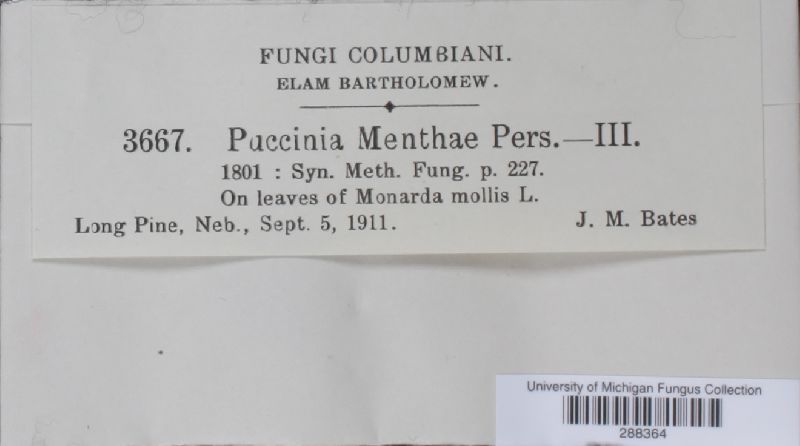 FUNGI COLUMBIANI.
ELAM BARTHOLOMEW.
3667. Puccinia Menthae Pers.—III.
1801 : Syn. Meth. Fung. p. 227.
On leaves of Monarda mollis L.
Long Pine, Neb., Sept. 5, 1911. J. M. Bates
University of Michigan Fungus Collection
288364